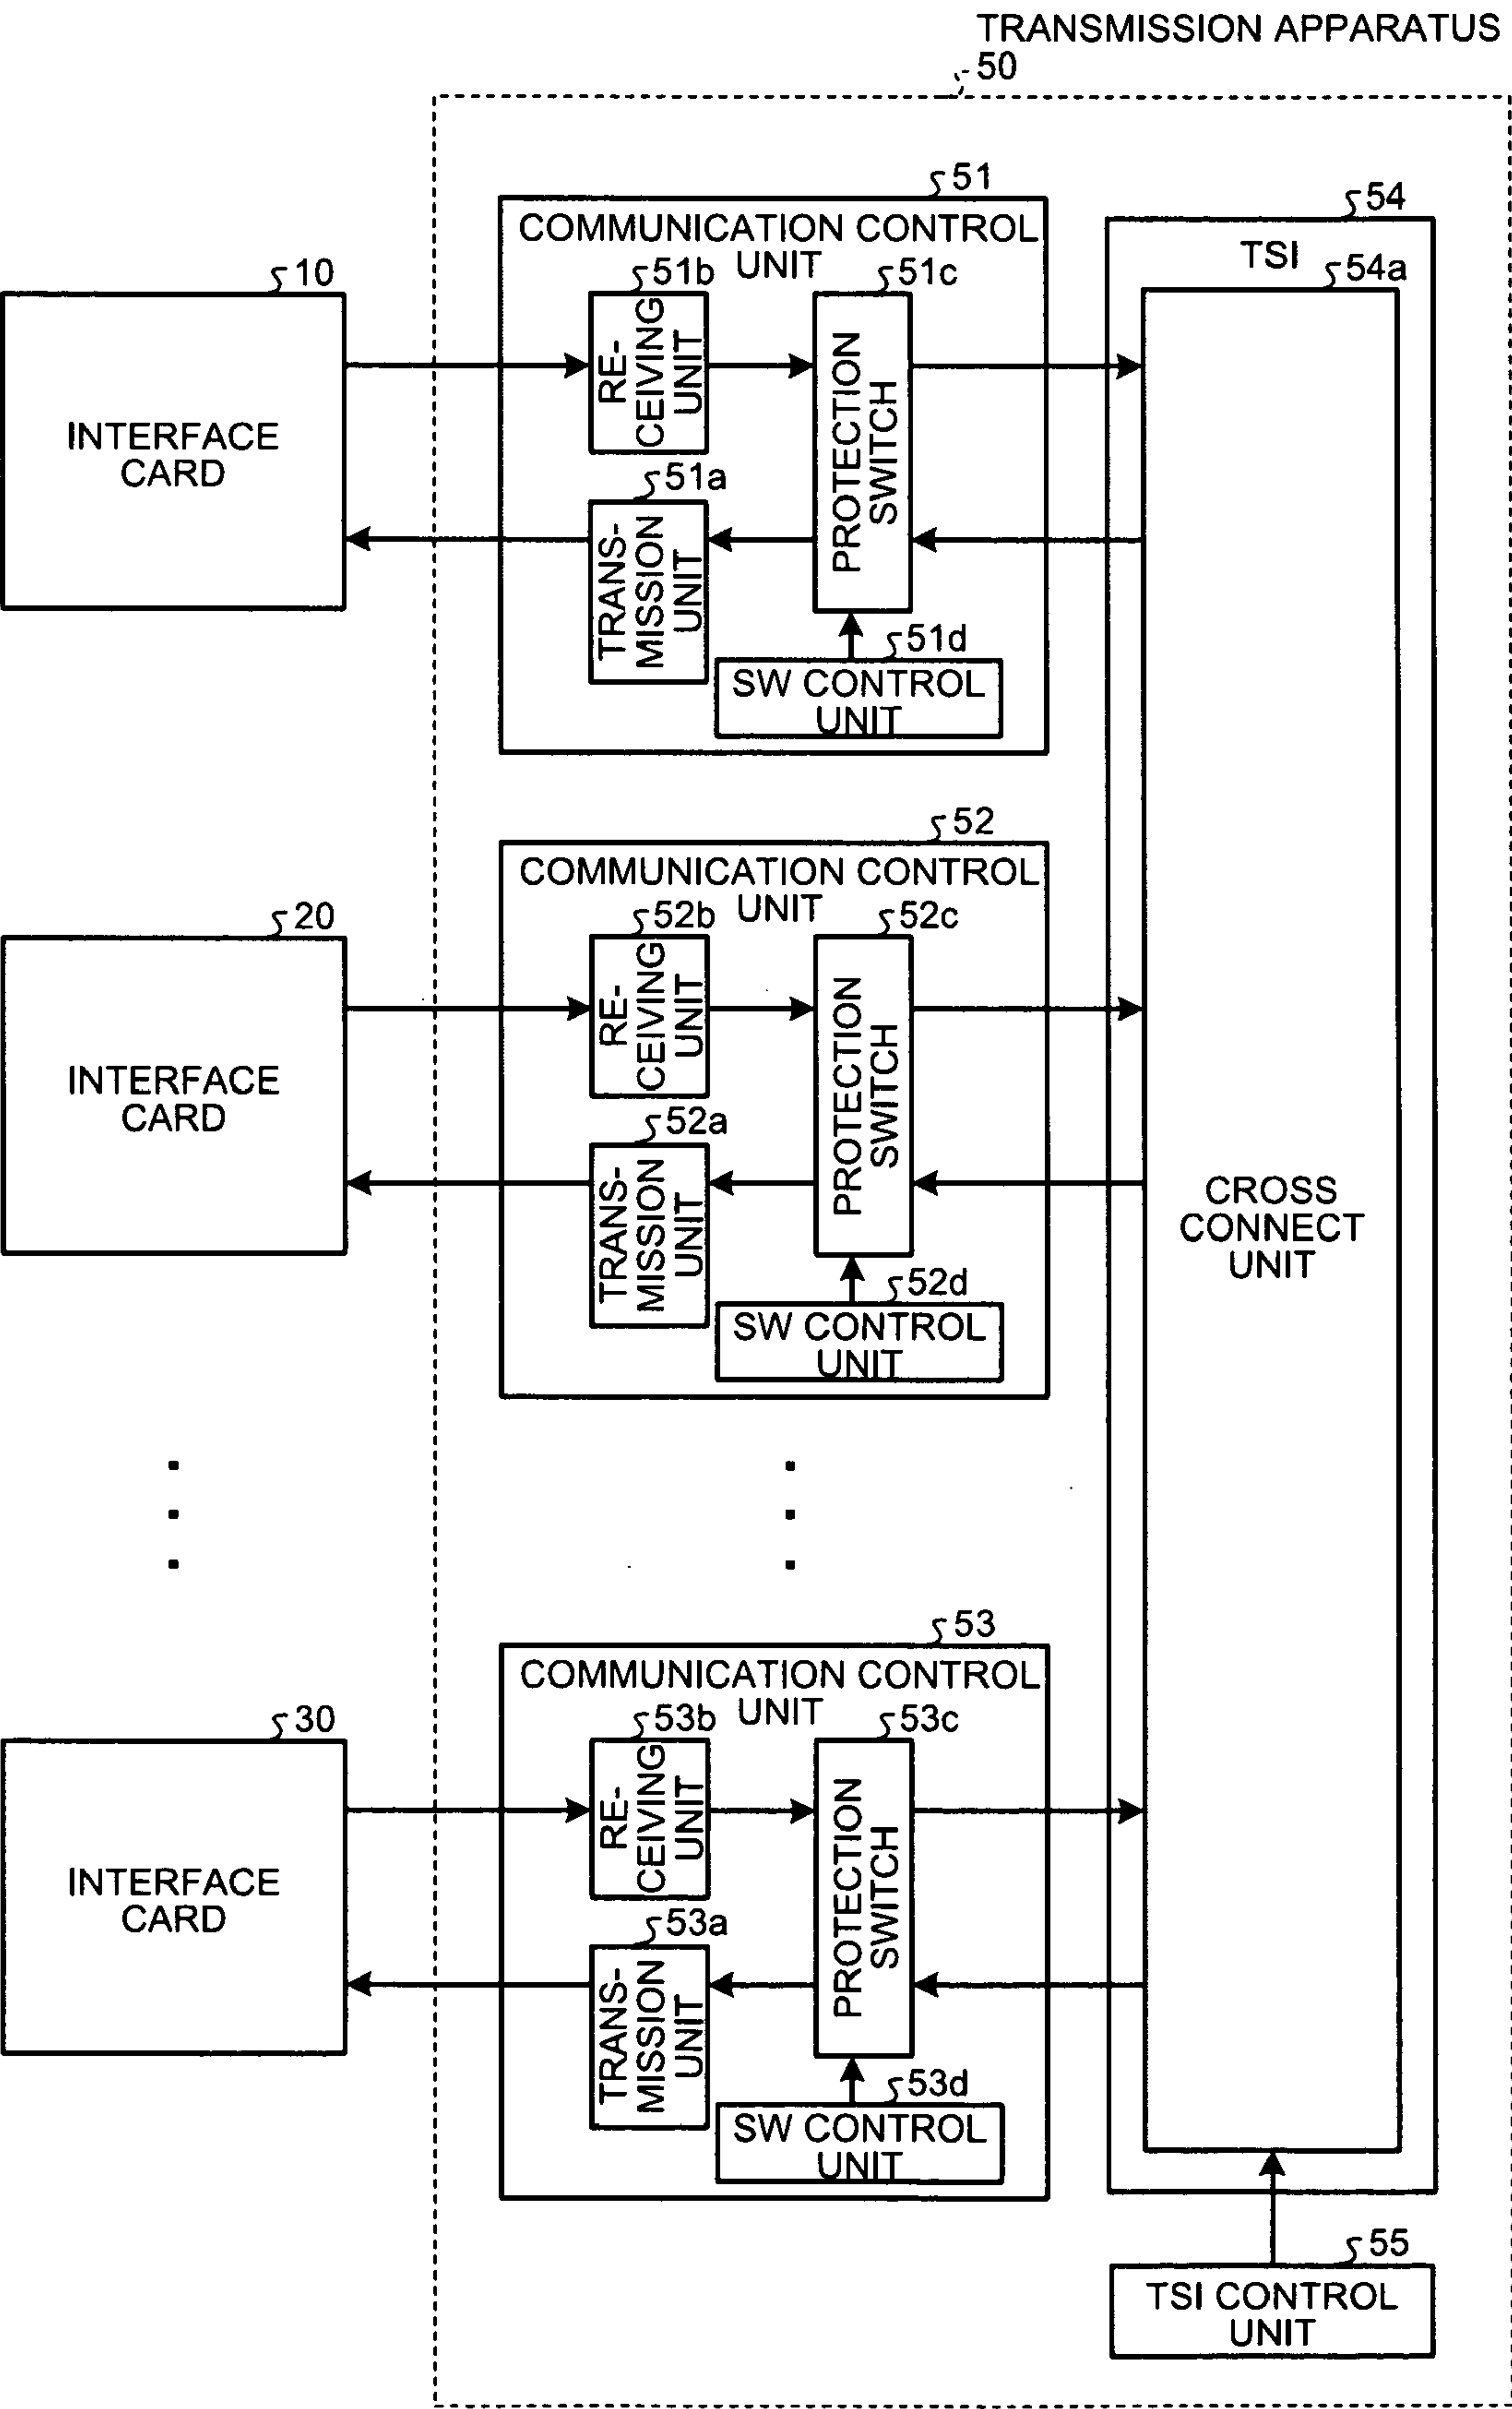 TRANSMISSION APPARATUS
50
51
COMMUNICATION CONTROL
UNIT
51b
RE-
CEIVING
UNIT
51c
PROTECTION
SWITCH
51a
TRANS-
MISSION
UNIT
51d
SW CONTROL
UNIT
10
INTERFACE
CARD
54
TSI
54a
CROSS
CONNECT
UNIT
52
COMMUNICATION CONTROL
UNIT
52b
RE-
CEIVING
UNIT
52c
PROTECTION
SWITCH
52a
TRANS-
MISSION
UNIT
52d
SW CONTROL
UNIT
20
INTERFACE
CARD
53
COMMUNICATION CONTROL
UNIT
53b
RE-
CEIVING
UNIT
53c
PROTECTION
SWITCH
53a
TRANS-
MISSION
UNIT
53d
SW CONTROL
UNIT
30
INTERFACE
CARD
55
TSI CONTROL
UNIT